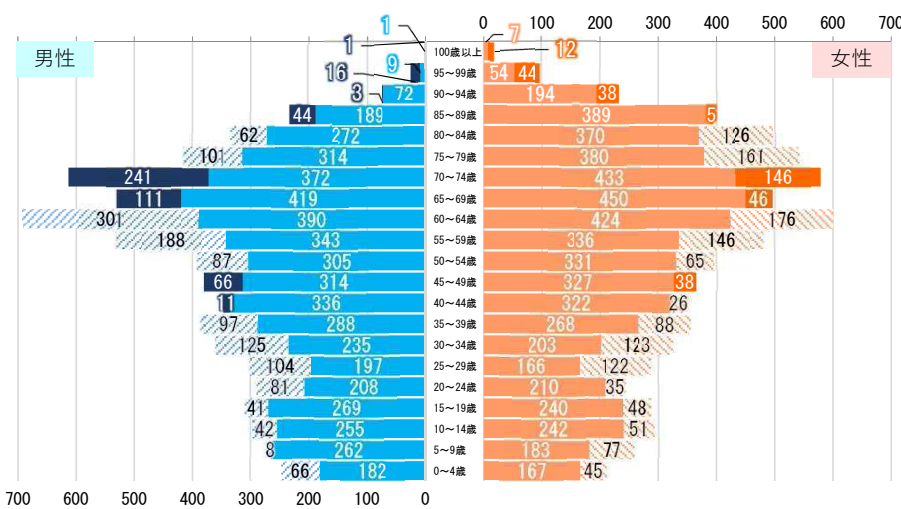 0 100 200 300 400 500 600 700
男性
女性
1 1 100歳以上 7 12
16 9 95~99歳 54 44
3 72 90~94歳 194 38
44 189 85~89歳 389 5
62 272 80~84歳 370 126
101 314 75~79歳 380 161
241 372 70~74歳 433 146
111 419 65~69歳 450 46
301 390 60~64歳 424 176
188 343 55~59歳 336 146
87 305 50~54歳 331 65
66 314 45~49歳 327 38
11 336 40~44歳 322 26
97 288 35~39歳 268 88
125 235 30~34歳 203 123
104 197 25~29歳 166 122
81 208 20~24歳 210 35
41 269 15~19歳 240 48
42 255 10~14歳 242 51
8 262 5~9歳 183 77
66 182 0~4歳 167 45
700 600 500 400 300 200 100 0